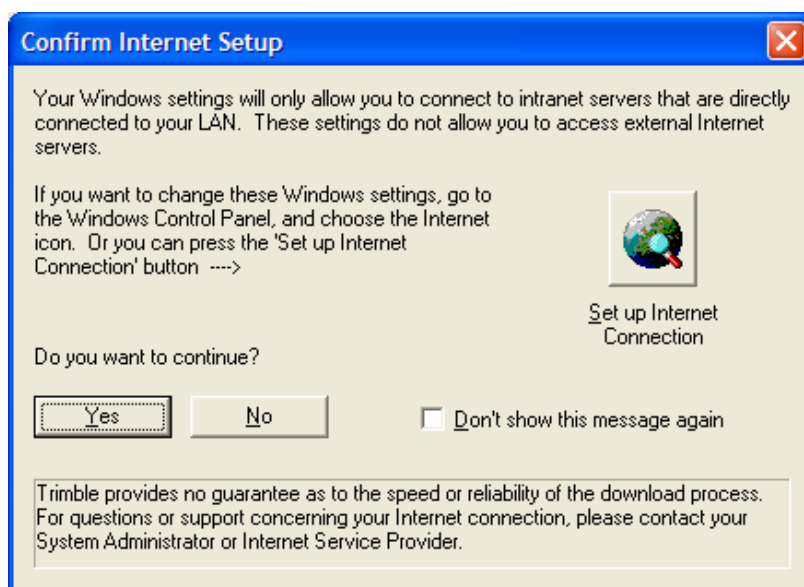 Confirm Internet Setup
Your Windows settings will only allow you to connect to intranet servers that are directly
connected to your LAN.  These settings do not allow you to access external Internet
servers.
If you want to change these Windows settings, go to
the Windows Control Panel, and choose the Internet
icon.  Or you can press the 'Set up Internet
Connection' button  ---->
Set up Internet
Connection
Do you want to continue?
Yes
No
Don't show this message again
Trimble provides no guarantee as to the speed or reliability of the download process.
For questions or support concerning your Internet connection, please contact your
System Administrator or Internet Service Provider.